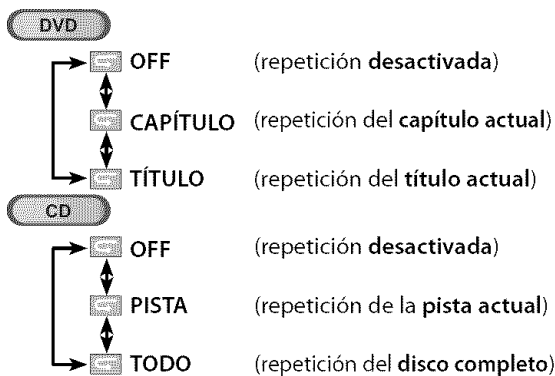 DVD
OFF (repetición desactivada)
CAPÍTULO (repetición del capítulo actual)
TÍTULO (repetición del título actual)
CD
OFF (repetición desactivada)
PISTA (repetición de la pista actual)
TODO (repetición del disco completo)